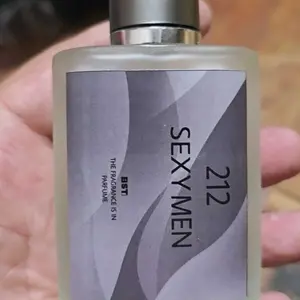 212
SEXY MEN
BST
THE FRAGRANCE IS IN
PARFUME